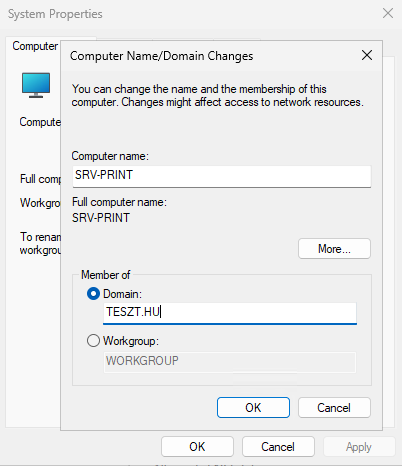 System Properties
Computer
Computer Name/Domain Changes
You can change the name and the membership of this
computer. Changes might affect access to network resources.
Compute
Computer name:
SRV-PRINT
Full comp
Full computer name:
Workgro
SRV-PRINT
To renam
workgrou
More...
Member of
Domain:
TESZT.HU
Workgroup:
WORKGROUP
OK
Cancel
OK
Cancel
Apply